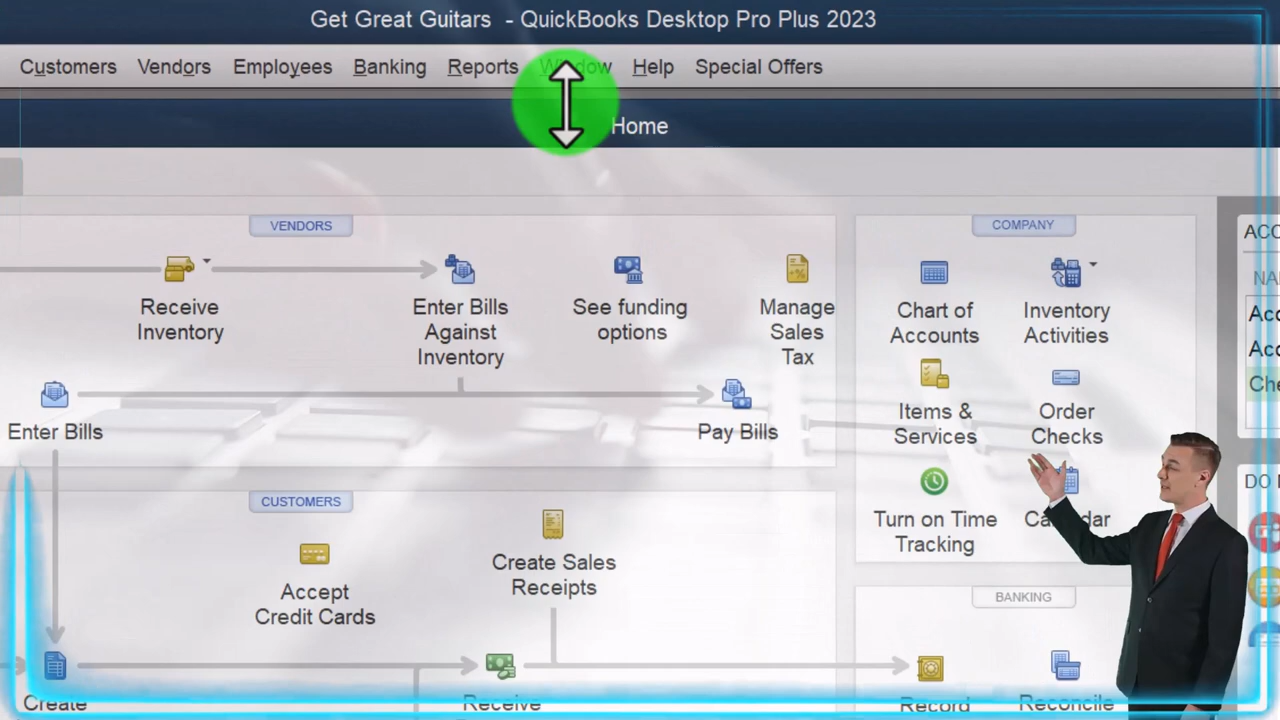 Get Great Guitars - QuickBooks Desktop Pro Plus 2023
Customers Vendors Employees Banking Reports Window Help Special Offers
Home
VENDORS
Receive
Inventory
Enter Bills
Against
Inventory
See funding
options
Manage
Sales
Tax
Enter Bills
Pay Bills
CUSTOMERS
Accept
Credit Cards
Create Sales
Receipts
Create
Receive
COMPANY
Chart of
Accounts
Inventory
Activities
Items &
Services
Order
Checks
Turn on Time
Tracking
Calendar
BANKING
Record
Reconcile